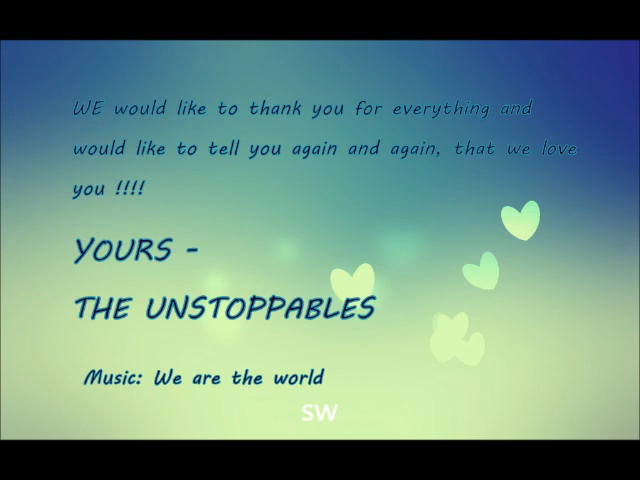 WE would like to thank you for everything and
would like to tell you again and again, that we love
you !!!!
YOURS -
THE UNSTOPPABLES
Music: We are the world
SW